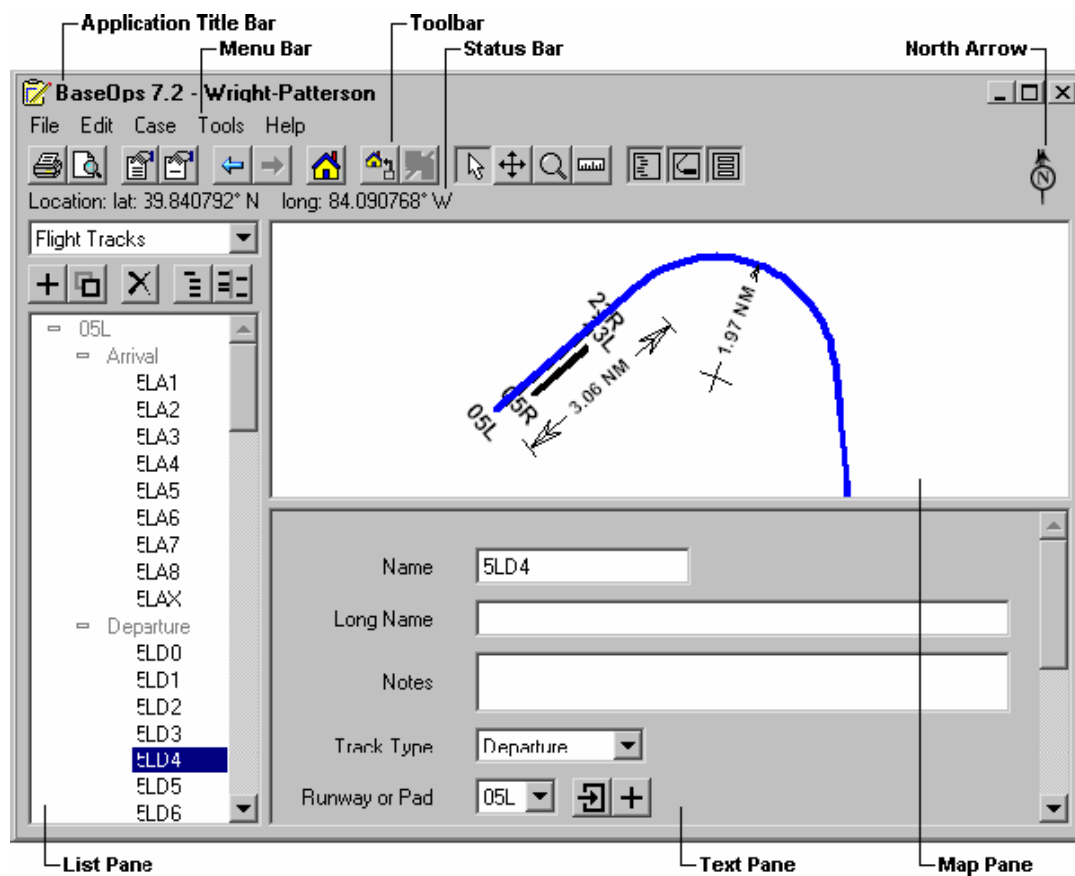 Application Title Bar
Toolbar
Menu Bar
Status Bar
North Arrow
BaseOps 7.2 - Wright-Patterson
File Edit Case Tools Help
N
Location: lat: 39.840792° N long: 84.090768° W
Flight Tracks
05L
Arrival
5LA1
5LA2
5LA3
5LA4
5LA5
5LA6
5LA7
5LA8
5LAX
Departure
5LD0
5LD1
5LD2
5LD3
5LD4
5LD5
5LD6
23R
23L
1.97 NM
3.06 NM
05R
05L
Name 5LD4
Long Name
Notes
Track Type Departure
Runway or Pad 05L
List Pane
Text Pane
Map Pane